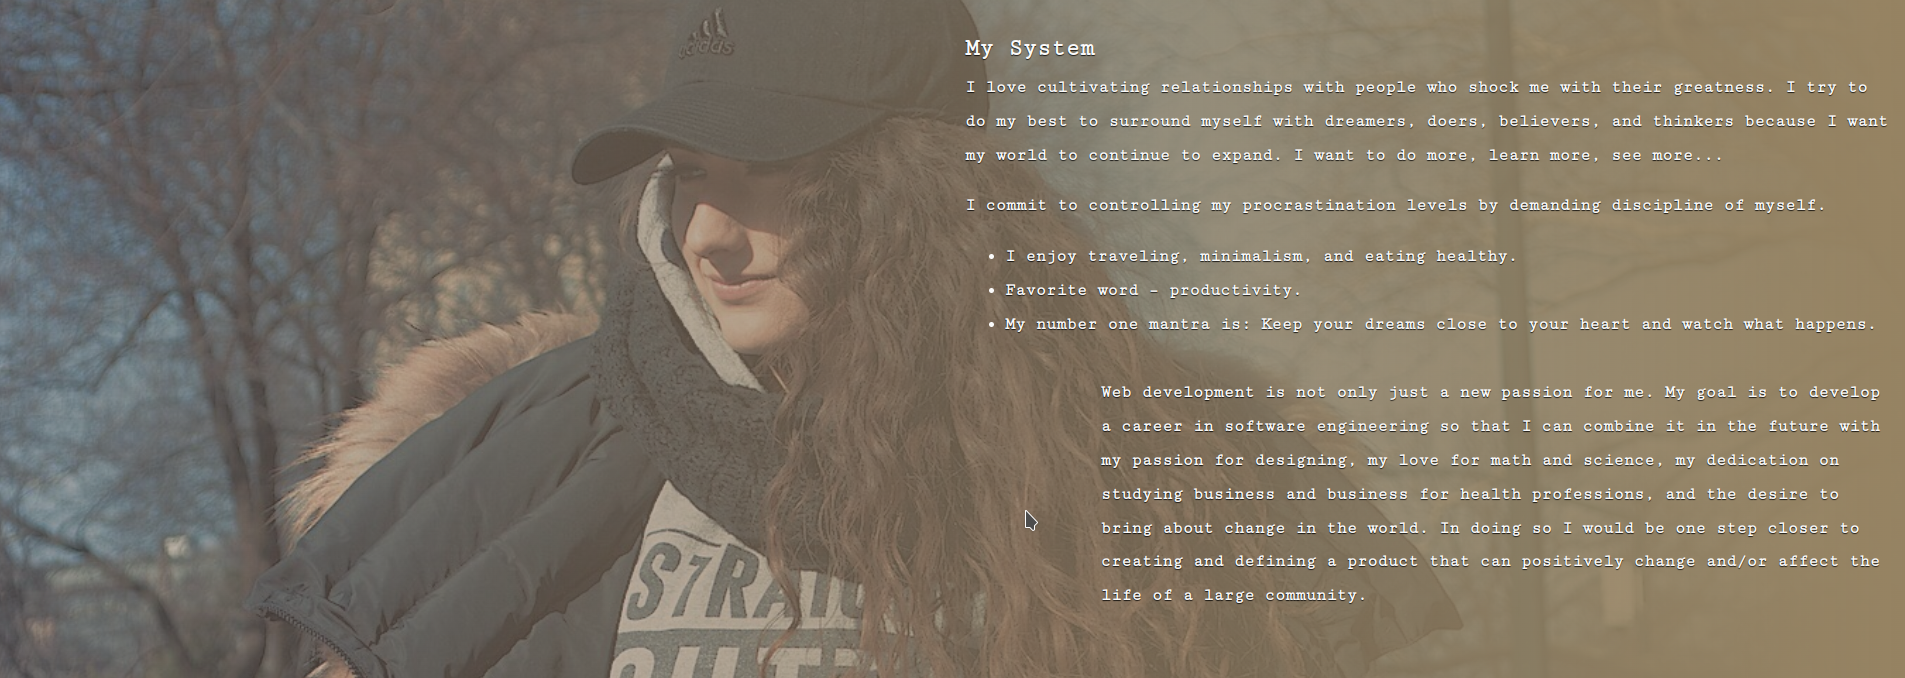 adidas
My System
I love cultivating relationships with people who shock me with their greatness. I try to
do my best to surround myself with dreamers, doers, believers, and thinkers because I want
my world to continue to expand. I want to do more, learn more, see more...
I commit to controlling my procrastination levels by demanding discipline of myself.
• I enjoy traveling, minimalism, and eating healthy.
• Favorite word – productivity.
• My number one mantra is: Keep your dreams close to your heart and watch what happens.
Web development is not only just a new passion for me. My goal is to develop
a career in software engineering so that I can combine it in the future with
my passion for designing, my love for math and science, my dedication on
studying business and business for health professions, and the desire to
bring about change in the world. In doing so I would be one step closer to
creating and defining a product that can positively change and/or affect the
life of a large community.